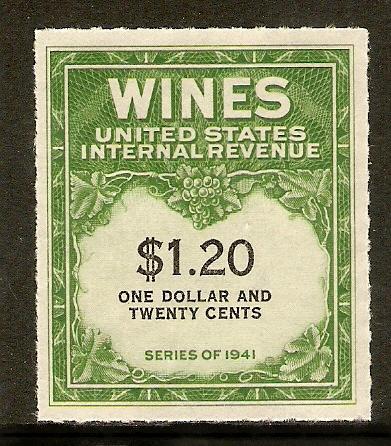 WINES
UNITED STATES
INTERNAL REVENUE
$1.20
ONE DOLLAR AND
TWENTY CENTS
SERIES OF 1941